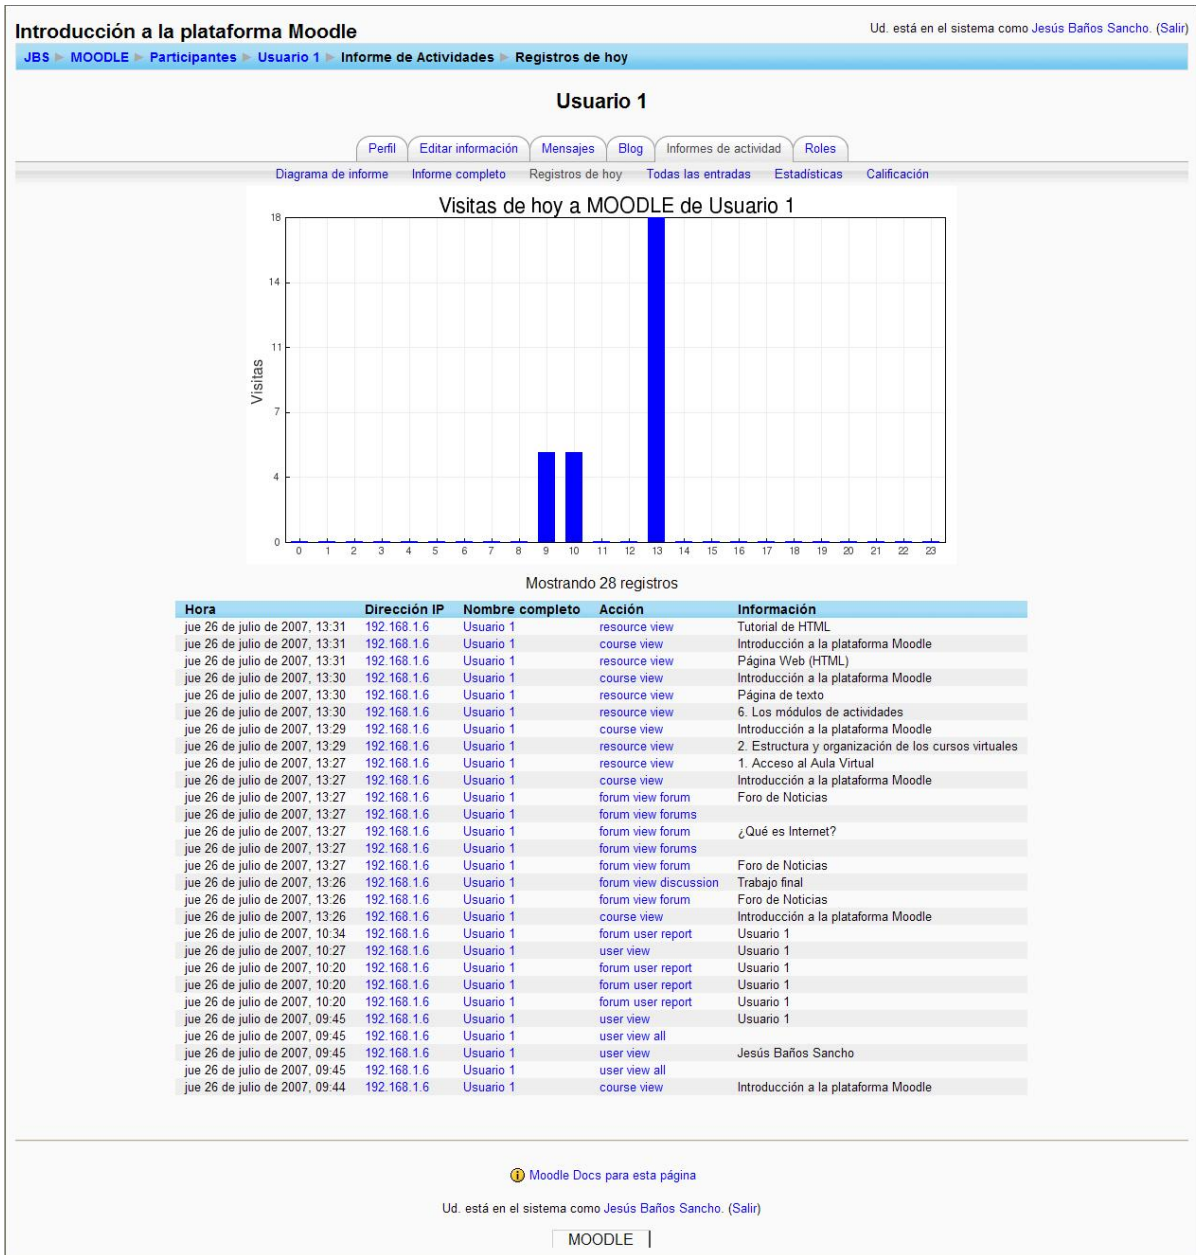 Introducción a la plataforma Moodle
Ud. está en el sistema como Jesús Baños Sancho. (Salir)
JBS ► MOODLE ► Participantes ► Usuario 1 ► Informe de Actividades ► Registros de hoy
Usuario 1
Perfil Editar información Mensajes Blog Informes de actividad Roles
Diagrama de informe Informe completo Registros de hoy Todas las entradas Estadísticas Calificación
Visitas de hoy a MOODLE de Usuario 1
18
14
11
Visitas
7
4
0
0 1 2 3 4 5 6 7 8 9 10 11 12 13 14 15 16 17 18 19 20 21 22 23
Mostrando 28 registros
Hora Dirección IP Nombre completo Acción Información
jue 26 de julio de 2007, 13:31 192.168.1.6 Usuario 1 resource view Tutorial de HTML
jue 26 de julio de 2007, 13:31 192.168.1.6 Usuario 1 course view Introducción a la plataforma Moodle
jue 26 de julio de 2007, 13:31 192.168.1.6 Usuario 1 resource view Página Web (HTML)
jue 26 de julio de 2007, 13:30 192.168.1.6 Usuario 1 course view Introducción a la plataforma Moodle
jue 26 de julio de 2007, 13:30 192.168.1.6 Usuario 1 resource view Página de texto
jue 26 de julio de 2007, 13:30 192.168.1.6 Usuario 1 resource view 6. Los módulos de actividades
jue 26 de julio de 2007, 13:29 192.168.1.6 Usuario 1 course view Introducción a la plataforma Moodle
jue 26 de julio de 2007, 13:29 192.168.1.6 Usuario 1 resource view 2. Estructura y organización de los cursos virtuales
jue 26 de julio de 2007, 13:27 192.168.1.6 Usuario 1 resource view 1. Acceso al Aula Virtual
jue 26 de julio de 2007, 13:27 192.168.1.6 Usuario 1 course view Introducción a la plataforma Moodle
jue 26 de julio de 2007, 13:27 192.168.1.6 Usuario 1 forum view forum Foro de Noticias
jue 26 de julio de 2007, 13:27 192.168.1.6 Usuario 1 forum view forums
jue 26 de julio de 2007, 13:27 192.168.1.6 Usuario 1 forum view forum ¿Qué es Internet?
jue 26 de julio de 2007, 13:27 192.168.1.6 Usuario 1 forum view forums
jue 26 de julio de 2007, 13:27 192.168.1.6 Usuario 1 forum view forum Foro de Noticias
jue 26 de julio de 2007, 13:26 192.168.1.6 Usuario 1 forum view discussion Trabajo final
jue 26 de julio de 2007, 13:26 192.168.1.6 Usuario 1 forum view forum Foro de Noticias
jue 26 de julio de 2007, 13:26 192.168.1.6 Usuario 1 course view Introducción a la plataforma Moodle
jue 26 de julio de 2007, 10:34 192.168.1.6 Usuario 1 forum user report Usuario 1
jue 26 de julio de 2007, 10:27 192.168.1.6 Usuario 1 user view Usuario 1
jue 26 de julio de 2007, 10:20 192.168.1.6 Usuario 1 forum user report Usuario 1
jue 26 de julio de 2007, 10:20 192.168.1.6 Usuario 1 forum user report Usuario 1
jue 26 de julio de 2007, 10:20 192.168.1.6 Usuario 1 forum user report Usuario 1
jue 26 de julio de 2007, 09:45 192.168.1.6 Usuario 1 user view Usuario 1
jue 26 de julio de 2007, 09:45 192.168.1.6 Usuario 1 user view all
jue 26 de julio de 2007, 09:45 192.168.1.6 Usuario 1 user view Jesús Baños Sancho
jue 26 de julio de 2007, 09:45 192.168.1.6 Usuario 1 user view all
jue 26 de julio de 2007, 09:44 192.168.1.6 Usuario 1 course view Introducción a la plataforma Moodle
Moodle Docs para esta página
Ud. está en el sistema como Jesús Baños Sancho. (Salir)
MOODLE